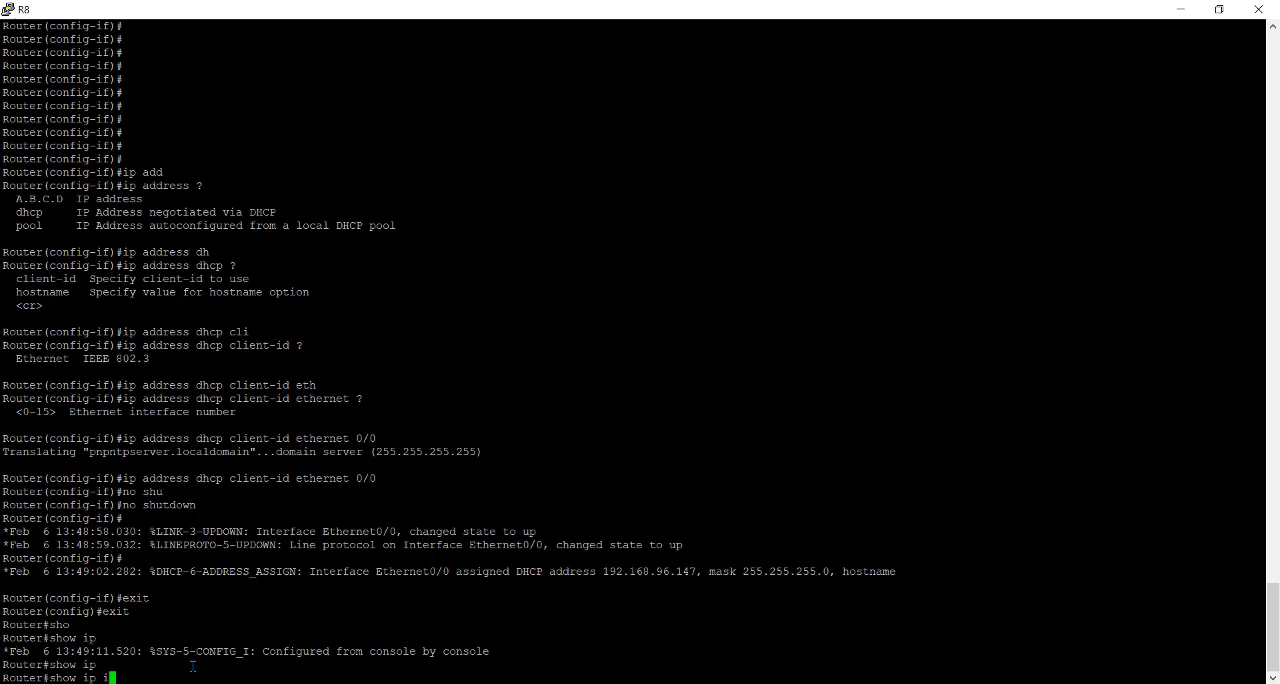 R8
Router(config-if)#
Router(config-if)#
Router(config-if)#
Router(config-if)#
Router(config-if)#
Router(config-if)#
Router(config-if)#
Router(config-if)#
Router(config-if)#
Router(config-if)#
Router(config-if)#
Router(config-if)#ip add
Router(config-if)#ip address ?
  A.B.C.D  IP address
  dhcp     IP Address negotiated via DHCP
  pool     IP Address autoconfigured from a local DHCP pool
Router(config-if)#ip address dh
Router(config-if)#ip address dhcp ?
  client-id  Specify client-id to use
  hostname   Specify value for hostname option
  <cr>
Router(config-if)#ip address dhcp cli
Router(config-if)#ip address dhcp client-id ?
  Ethernet  IEEE 802.3
Router(config-if)#ip address dhcp client-id eth
Router(config-if)#ip address dhcp client-id ethernet ?
  <0-15>  Ethernet interface number
Router(config-if)#ip address dhcp client-id ethernet 0/0
Translating "pnpntpserver.localdomain"...domain server (255.255.255.255)
Router(config-if)#ip address dhcp client-id ethernet 0/0
Router(config-if)#no shu
Router(config-if)#no shutdown
Router(config-if)#
*Feb  6 13:48:58.030: %LINK-3-UPDOWN: Interface Ethernet0/0, changed state to up
*Feb  6 13:48:59.032: %LINEPROTO-5-UPDOWN: Line protocol on Interface Ethernet0/0, changed state to up
Router(config-if)#
*Feb  6 13:49:02.282: %DHCP-6-ADDRESS_ASSIGN: Interface Ethernet0/0 assigned DHCP address 192.168.96.147, mask 255.255.255.0, hostname
Router(config-if)#exit
Router(config)#exit
Router#sho
Router#show ip
*Feb  6 13:49:11.520: %SYS-5-CONFIG_I: Configured from console by console
Router#show ip
Router#show ip i